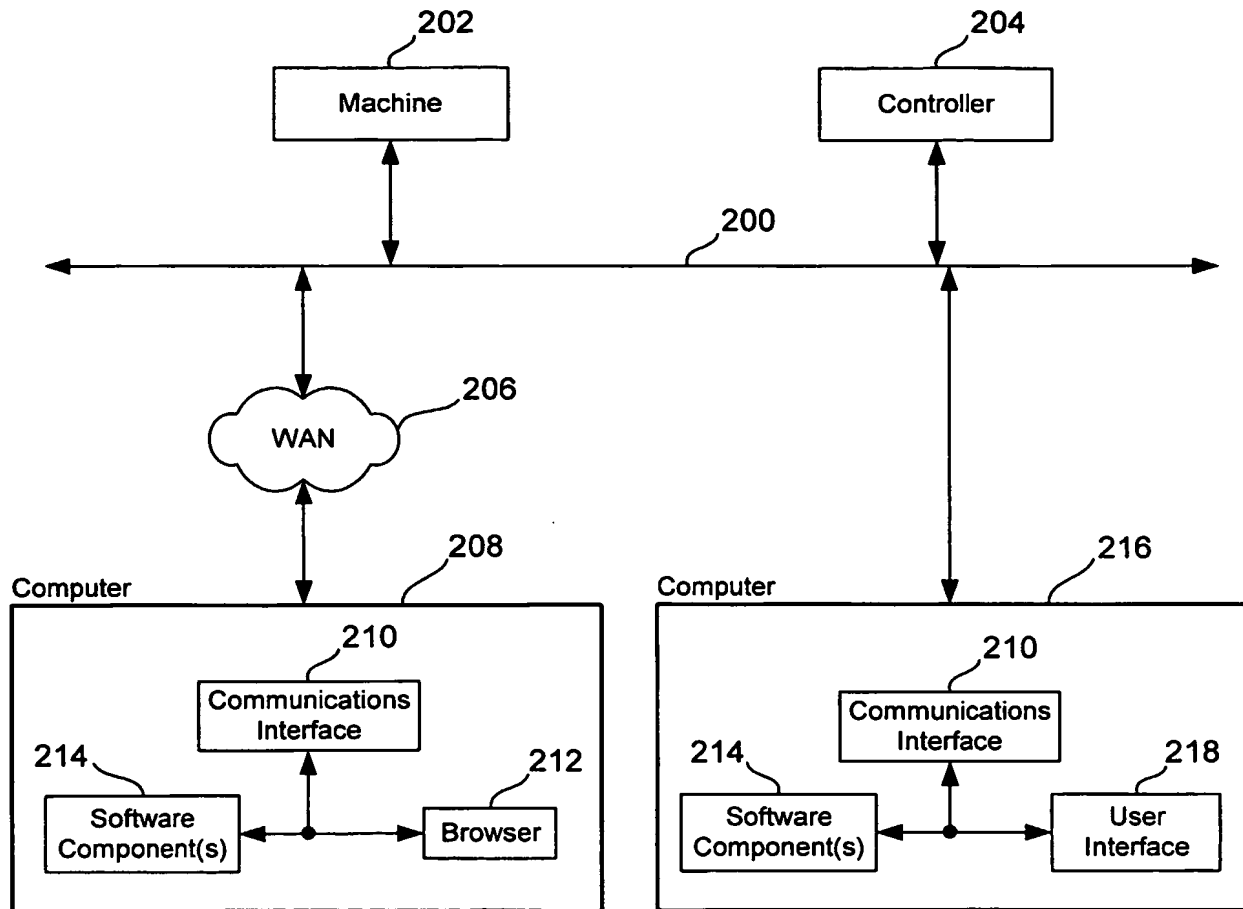 202
204
Machine
Controller
200
206
WAN
208
216
Computer
Computer
210
210
Communications
Interface
Communications
Interface
214
212
214
218
Software
Component(s)
Browser
Software
Component(s)
User
Interface